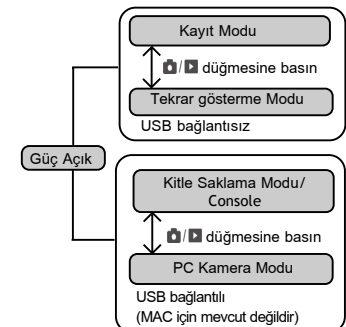 Kayıt Modu
/ düğmesine basın
Tekrar gösterme Modu
USB bağlantısız
Güç Açık
Kitle Saklama Modu/
Console
/ düğmesine basın
PC Kamera Modu
USB bağlantılı
(MAC için mevcut değildir)